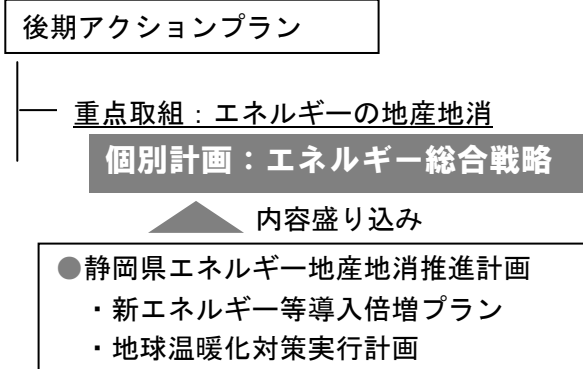 後期アクションプラン
重点取組：エネルギーの地産地消
個別計画：エネルギー総合戦略
内容盛り込み
●静岡県エネルギー地産地消推進計画
・新エネルギー等導入倍増プラン
・地球温暖化対策実行計画